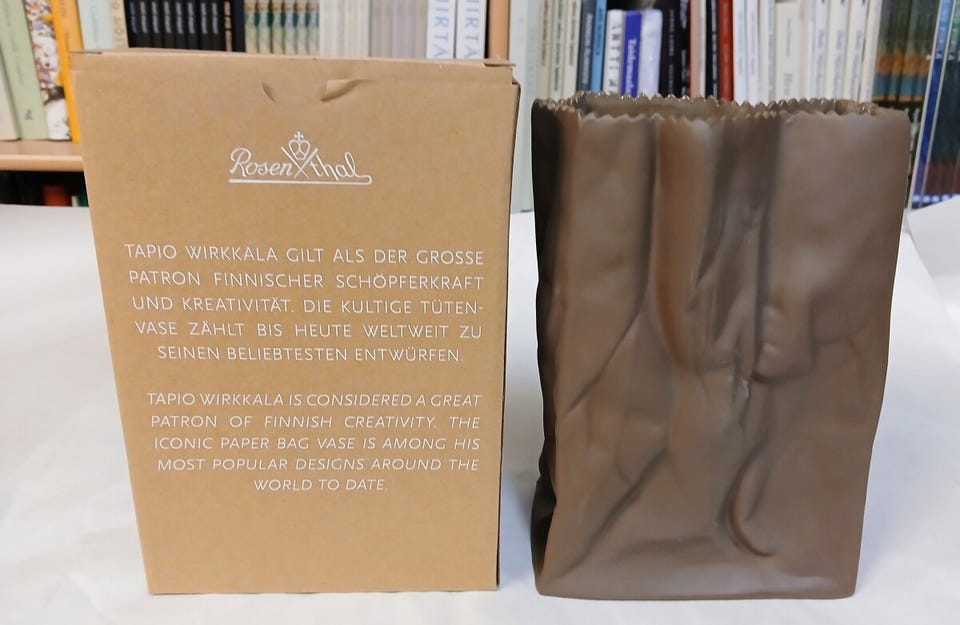 Rosenthal
TAPIO WIRKKALA GILT ALS DER GROSSE
PATRON FINNISCHER SCHÖPFERKRAFT
UND KREATIVITÄT. DIE KULTIGE TÜTEN-
VASE ZÄHLT BIS HEUTE WELTWEIT ZU
SEINEN BELIEBTESTEN ENTWÜRFEN.
TAPIO WIRKKALA IS CONSIDERED A GREAT
PATRON OF FINNISH CREATIVITY. THE
ICONIC PAPER BAG VASE IS AMONG HIS
MOST POPULAR DESIGNS AROUND THE
WORLD TO DATE.